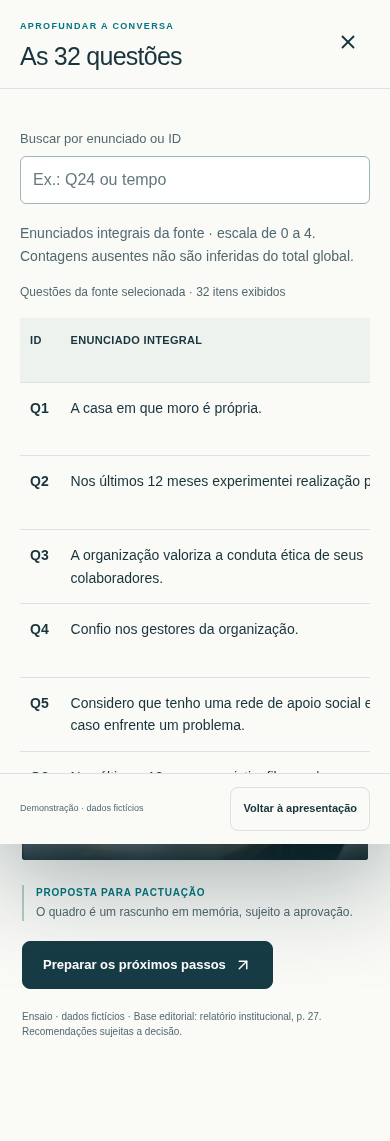 APROFUNDAR A CONVERSA
As 32 questões
Buscar por enunciado ou ID
Ex.: Q24 ou tempo
Enunciados integrais da fonte · escala de 0 a 4.
Contagens ausentes não são inferidas do total global.
Questões da fonte selecionada · 32 itens exibidos
ID ENUNCIADO INTEGRAL
Q1 A casa em que moro é própria.
Q2 Nos últimos 12 meses experimentei realização p
Q3 A organização valoriza a conduta ética de seus
colaboradores.
Q4 Confio nos gestores da organização.
Q5 Considero que tenho uma rede de apoio social e
caso enfrente um problema.
Demonstração · dados fictícios
Voltar à apresentação
PROPOSTA PARA PACTUAÇÃO
O quadro é um rascunho em memória, sujeito a aprovação.
Preparar os próximos passos
Ensaio · dados fictícios · Base editorial: relatório institucional, p. 27.
Recomendações sujeitas a decisão.